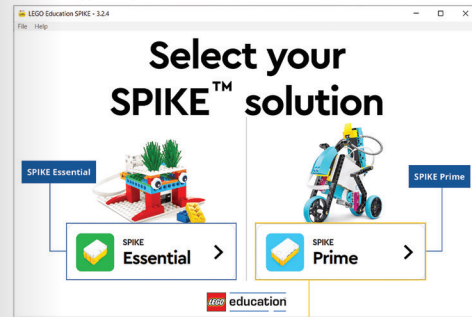 LEGO Education SPIKE - 3.2.4
File Help
Select your
SPIKE™ solution
SPIKE Essential
SPIKE Prime
SPIKE
Essential
SPIKE
Prime
LEGO education